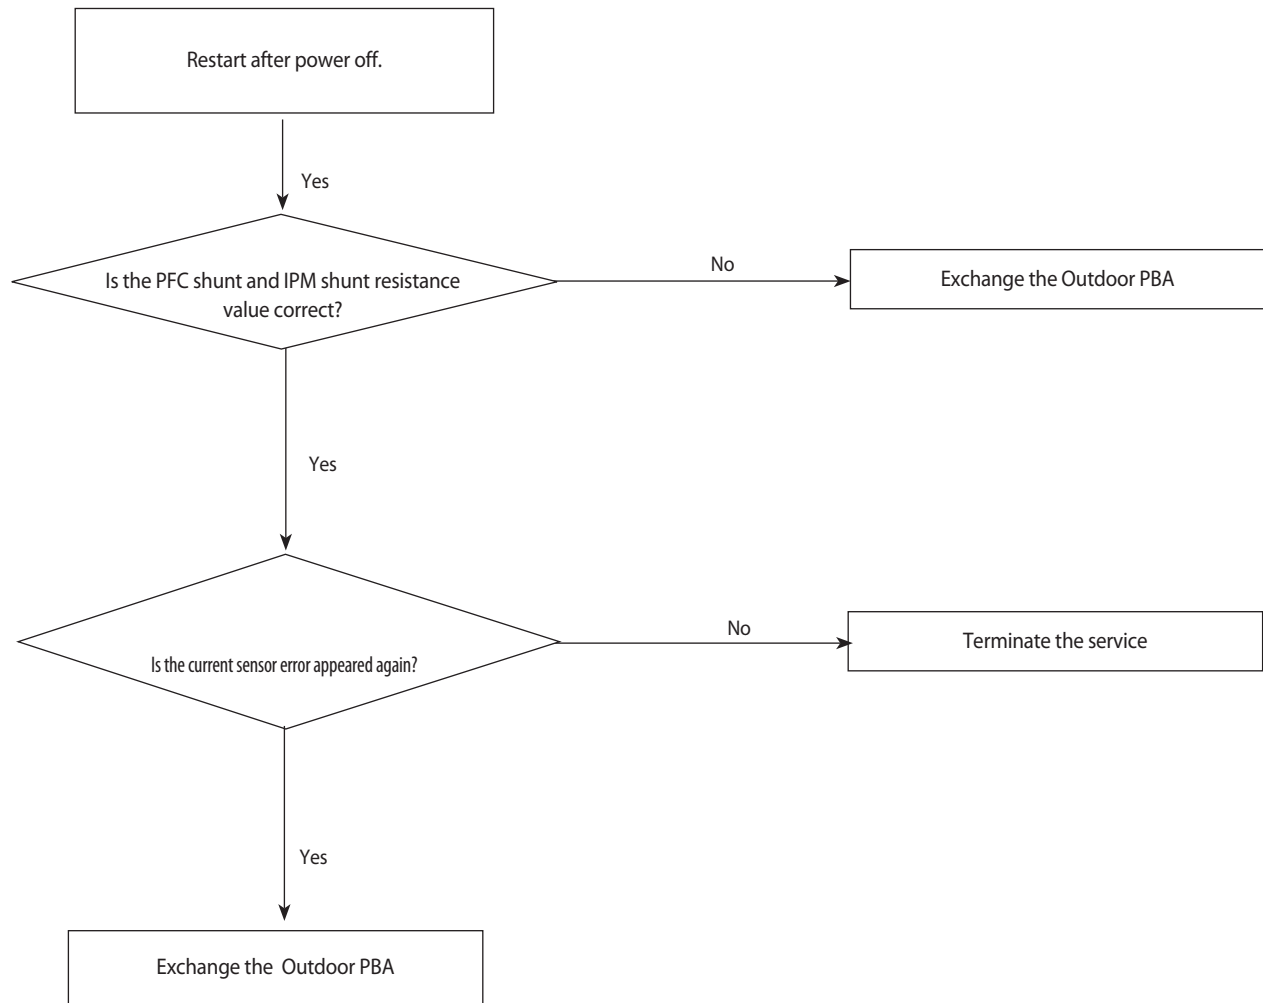 Restart after power off.
Yes
Is the PFC shunt and IPM shunt resistance
value correct?
No
Exchange the Outdoor PBA
Yes
Is the current sensor error appeared again?
No
Terminate the service
Yes
Exchange the Outdoor PBA